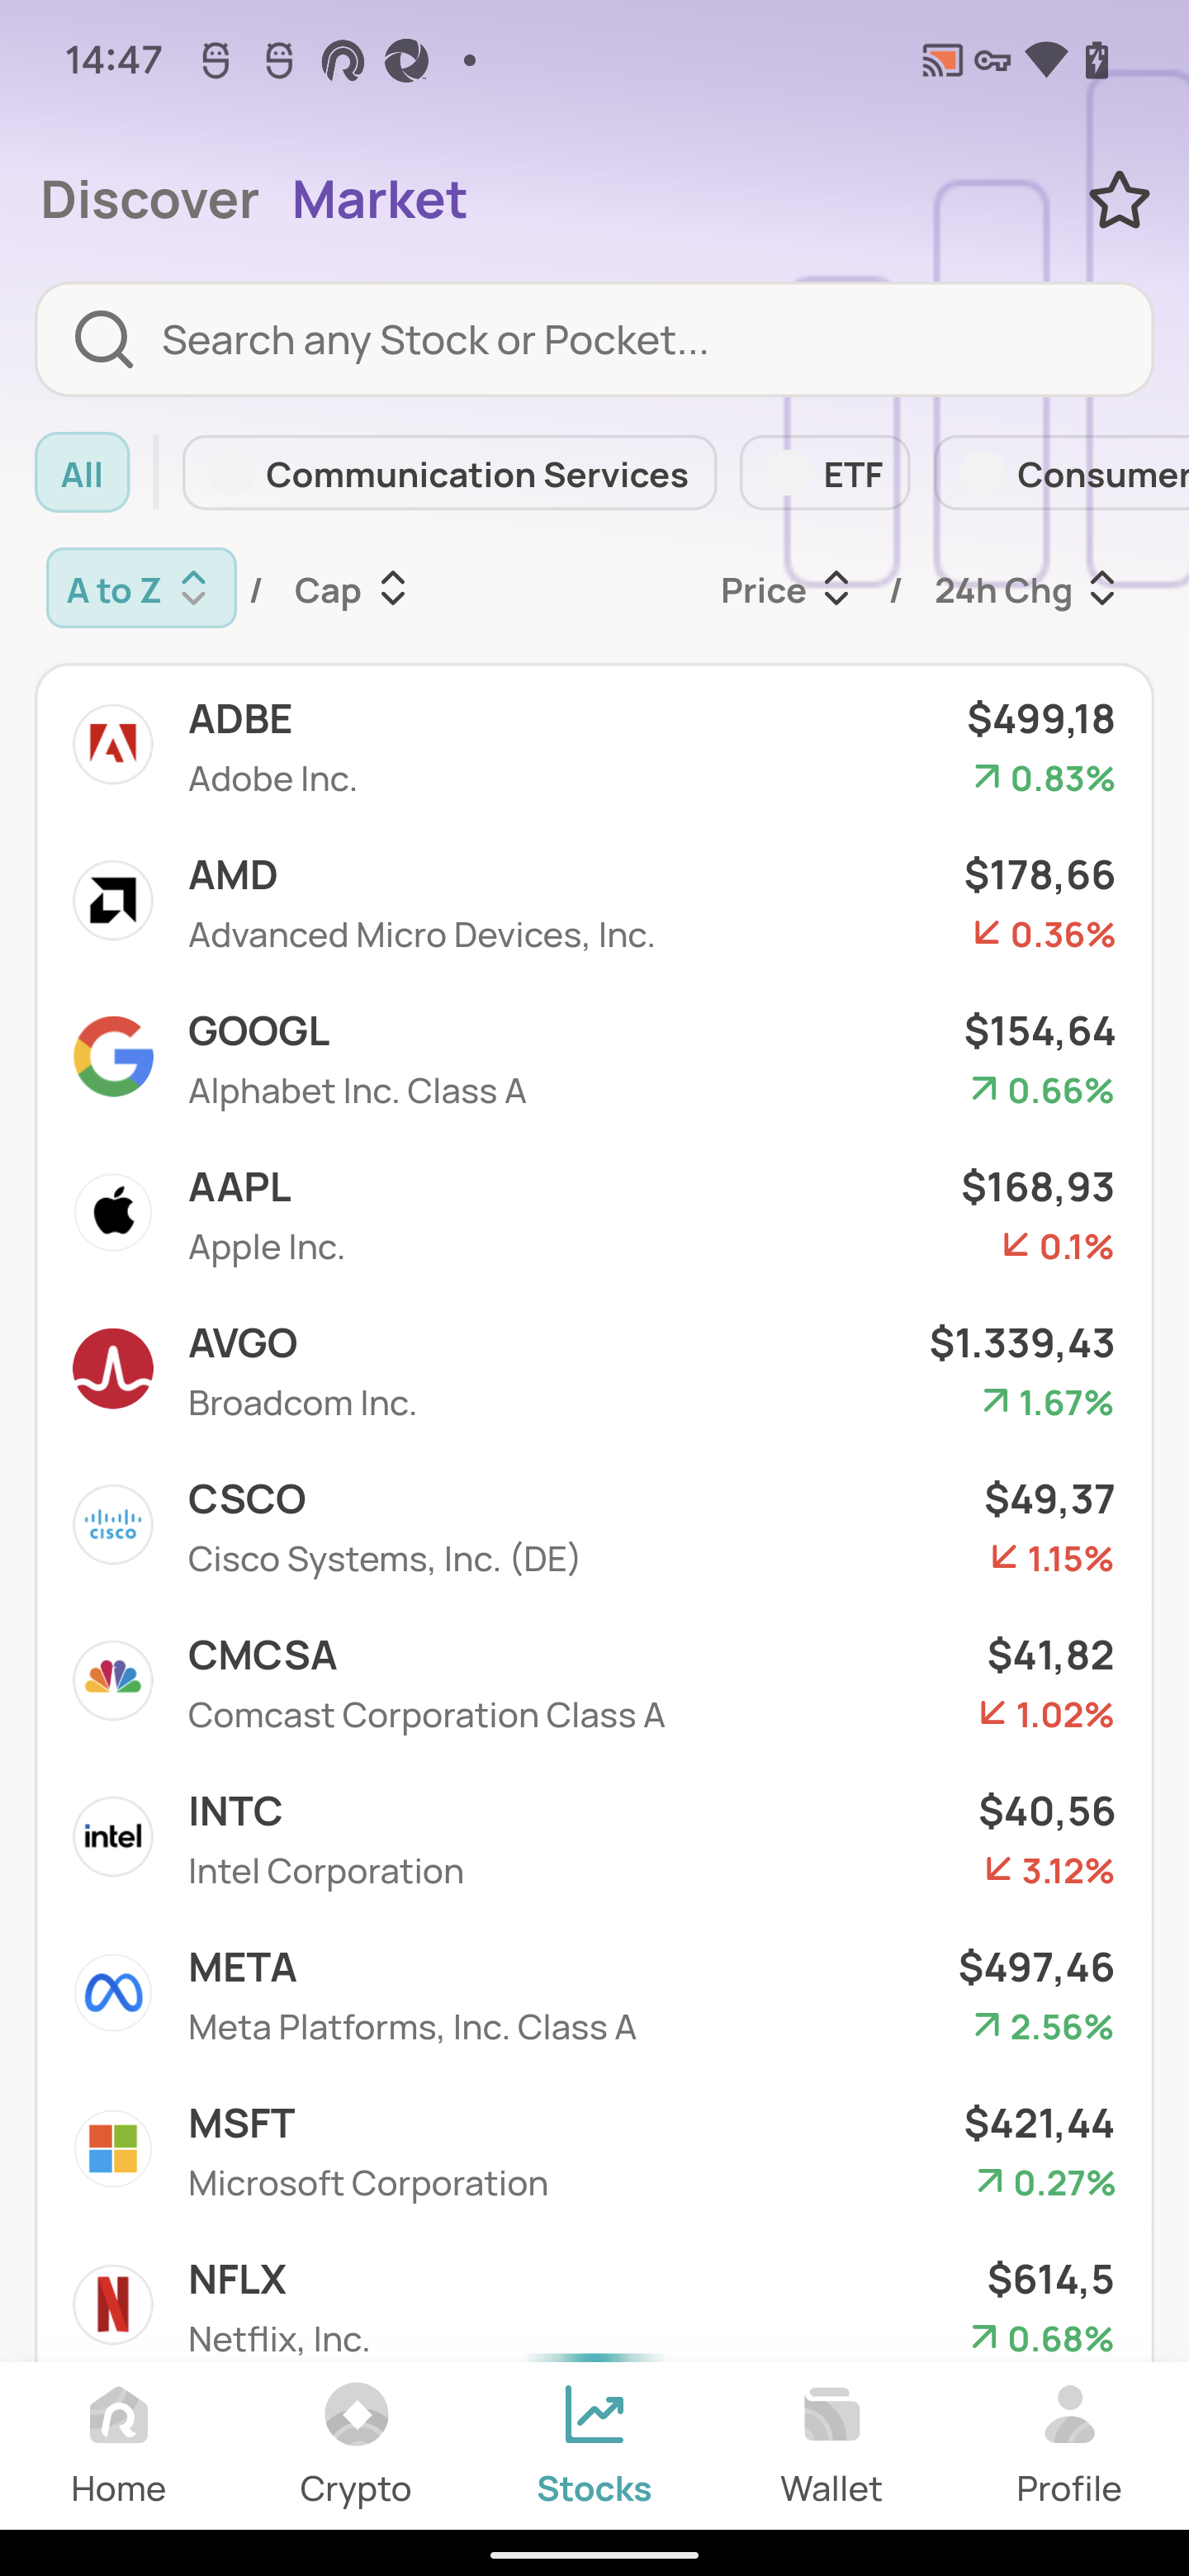 14:47
Discover Market
Search any Stock or Pocket...
All Communication Services ETF Consumer
A to Z / Cap Price / 24h Chg
ADBE $499,18
Adobe Inc. 0.83%
AMD $178,66
Advanced Micro Devices, Inc. 0.36%
GOOGL $154,64
Alphabet Inc. Class A 0.66%
AAPL $168,93
Apple Inc. 0.1%
AVGO $1.339,43
Broadcom Inc. 1.67%
CSCO $49,37
CISCO
Cisco Systems, Inc. (DE) 1.15%
CMCSA $41,82
Comcast Corporation Class A 1.02%
INTC $40,56
intel
Intel Corporation 3.12%
META $497,46
Meta Platforms, Inc. Class A 2.56%
MSFT $421,44
Microsoft Corporation 0.27%
NFLX $614,5
Netflix, Inc. 0.68%
Home Crypto Stocks Wallet Profile